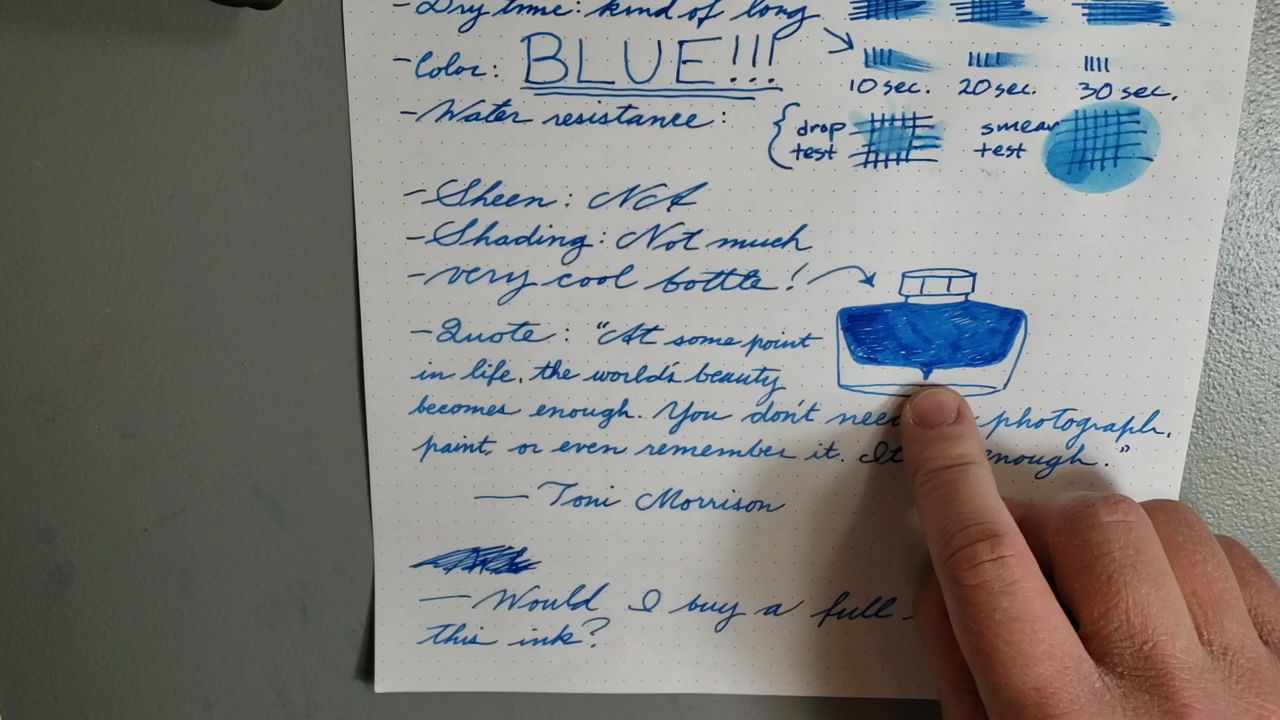 - Dry time: kind of long
- Color: BLUE!!!
10 sec. 20 sec. 30 sec.
- Water resistance: { drop test smear test
- Sheen: NA
- Shading: Not much
- very cool bottle!
- Quote: "At some point
in life, the world's beauty
becomes enough. You don't photograph,
paint, or even remember it. It enough."
— Toni Morrison
— Would I buy a full
this ink?